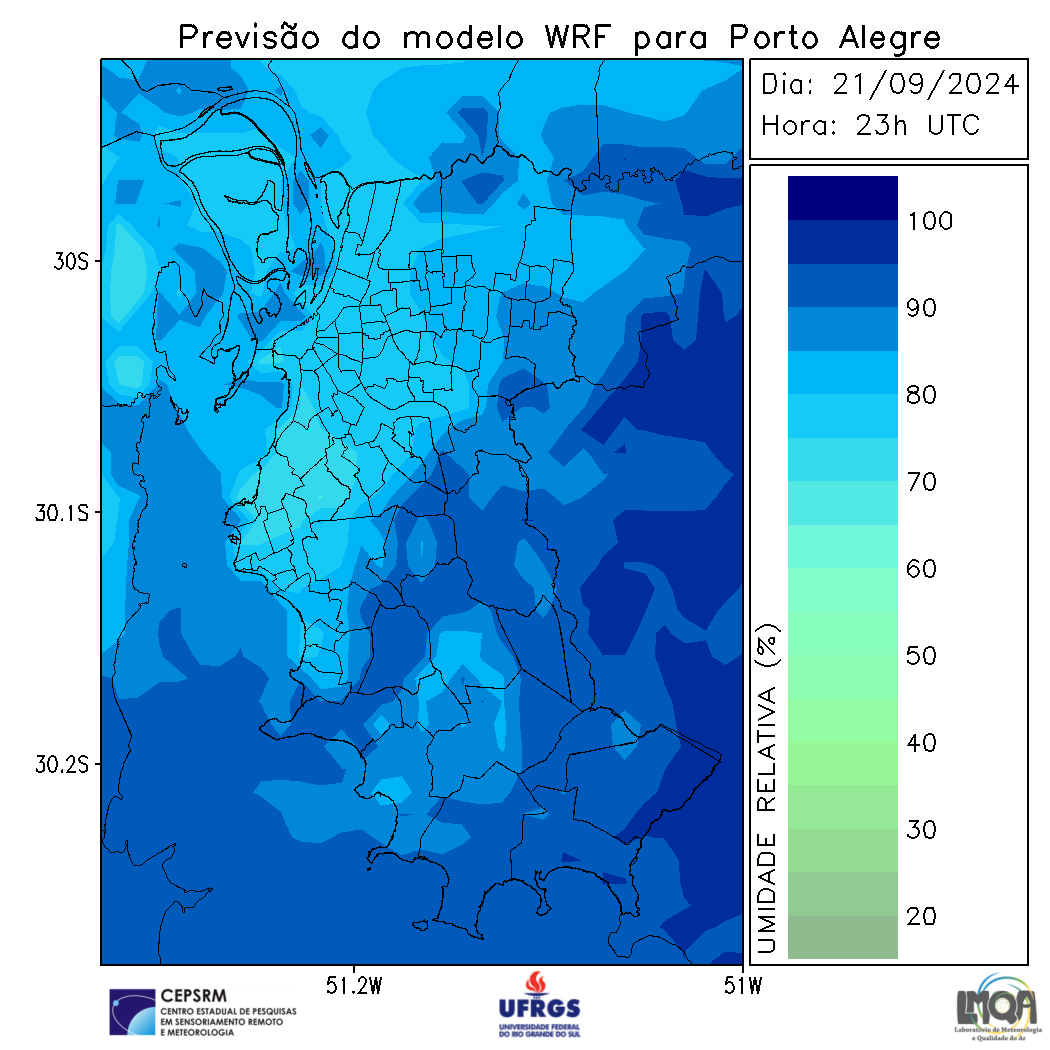 Previsão do modelo WRF para Porto Alegre
Dia: 21/09/2024
Hora: 23h UTC
30S
30.1S
30.2S
51.2W
51W
100
90
80
70
60
50
40
30
20
UMIDADE RELATIVA (%)
CEPSRM
CENTRO ESTADUAL DE PESQUISAS
EM SENSORIAMENTO REMOTO
E METEOROLOGIA
UFRGS
UNIVERSIDADE FEDERAL
DO RIO GRANDE DO SUL
LMQA
Laboratório de Meteorologia
e Qualidade do Ar